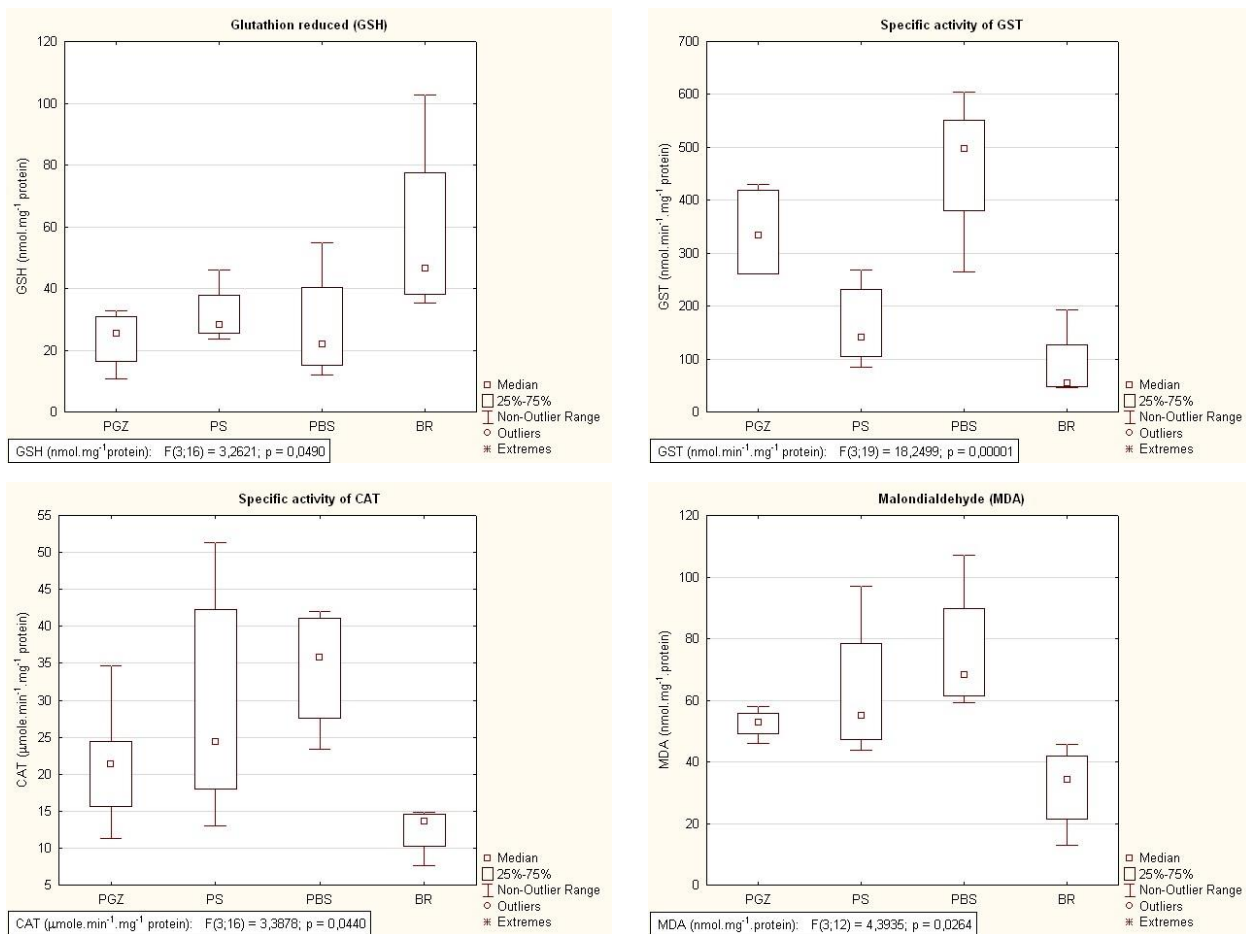 Glutathion reduced (GSH)
120
100
80
60
40
20
0
GSH (nmol.mg⁻¹ protein)
PGZ PS PBS BR
Median
25%-75%
Non-Outlier Range
Outliers
Extremes
GSH (nmol.mg⁻¹protein): F(3;16) = 3,2621; p = 0,0490
Specific activity of GST
700
600
500
400
300
200
100
0
GST (nmol.min⁻¹.mg⁻¹ protein)
PGZ PS PBS BR
Median
25%-75%
Non-Outlier Range
Outliers
Extremes
GST (nmol.min⁻¹.mg⁻¹ protein): F(3;19) = 18,2499; p = 0,00001
Specific activity of CAT
55
50
45
40
35
30
25
20
15
10
5
CAT (µmole.min⁻¹.mg⁻¹ protein)
PGZ PS PBS BR
Median
25%-75%
Non-Outlier Range
Outliers
Extremes
CAT (µmole.min⁻¹.mg⁻¹ protein): F(3;16) = 3,3878; p = 0,0440
Malondialdehyde (MDA)
120
100
80
60
40
20
0
MDA (nmol.mg⁻¹.protein)
PGZ PS PBS BR
Median
25%-75%
Non-Outlier Range
Outliers
Extremes
MDA (nmol.mg⁻¹.protein): F(3;12) = 4,3935; p = 0,0264